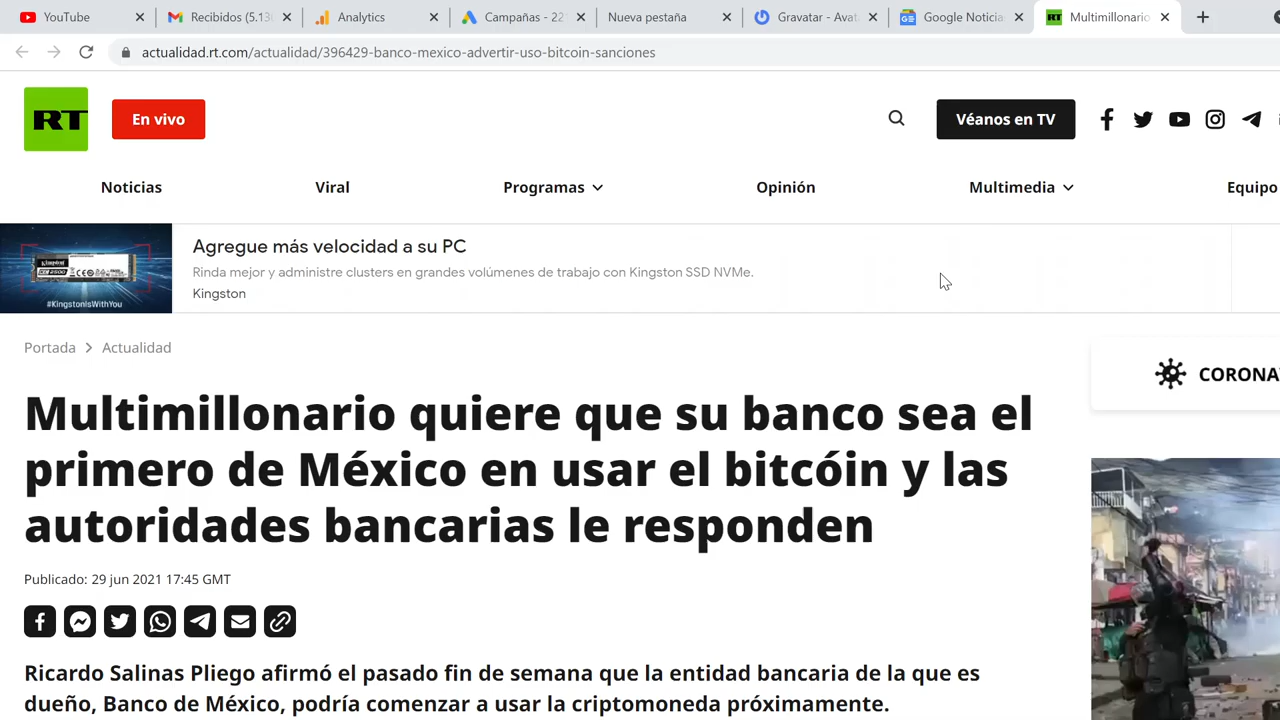 YouTube
Recibidos (5.13
Analytics
Campañas - 22
Nueva pestaña
Gravatar - Avat
Google Noticia
Multimillonario
actualidad.rt.com/actualidad/396429-banco-mexico-advertir-uso-bitcoin-sanciones
RT
En vivo
Véanos en TV
Noticias
Viral
Programas
Opinión
Multimedia
Equipo
Agregue más velocidad a su PC
Rinda mejor y administre clusters en grandes volúmenes de trabajo con Kingston SSD NVMe.
Kingston
#KingstonIsWithYou
Portada > Actualidad
CORONA
Multimillonario quiere que su banco sea el
primero de México en usar el bitcóin y las
autoridades bancarias le responden
Publicado: 29 jun 2021 17:45 GMT
Ricardo Salinas Pliego afirmó el pasado fin de semana que la entidad bancaria de la que es
dueño, Banco de México, podría comenzar a usar la criptomoneda próximamente.